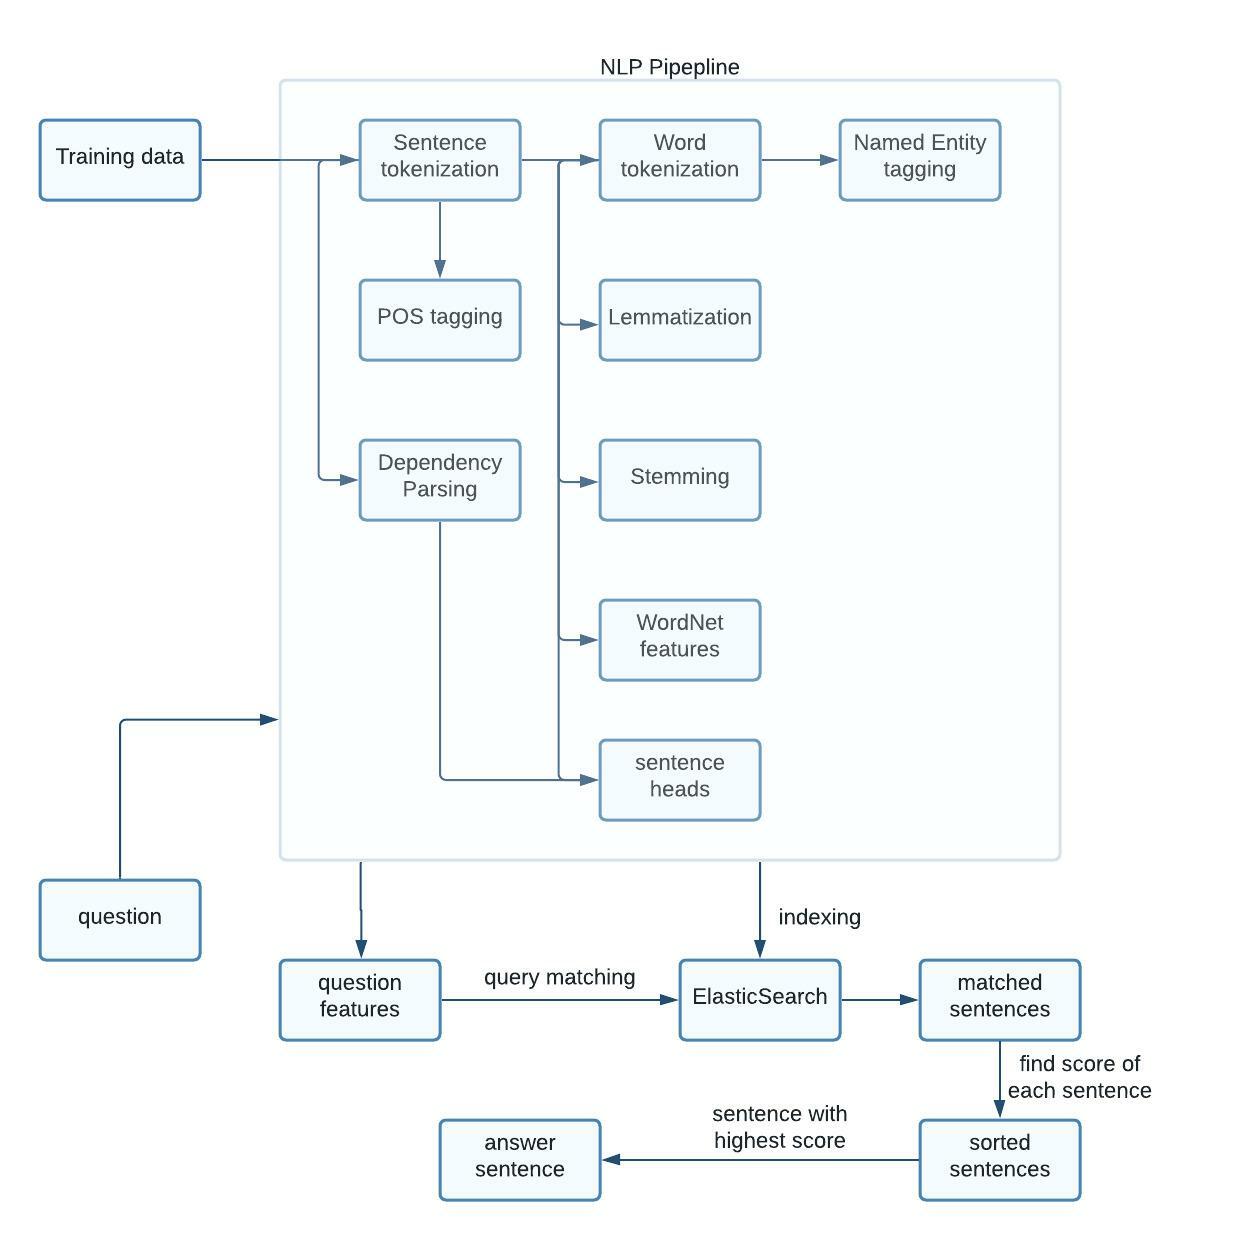 NLP Pipepline
Training data
Sentence
tokenization
Word
tokenization
Named Entity
tagging
POS tagging
Lemmatization
Dependency
Parsing
Stemming
WordNet
features
sentence
heads
question
indexing
question
features
query matching
ElasticSearch
matched
sentences
find score of
each sentence
sorted
sentences
sentence with
highest score
answer
sentence